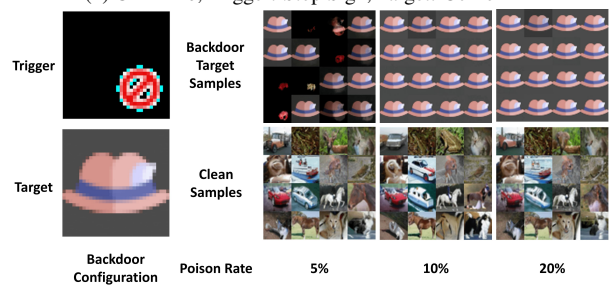 Trigger
Backdoor
Target
Samples
Target
Clean
Samples
Backdoor
Configuration
Poison Rate
5%
10%
20%